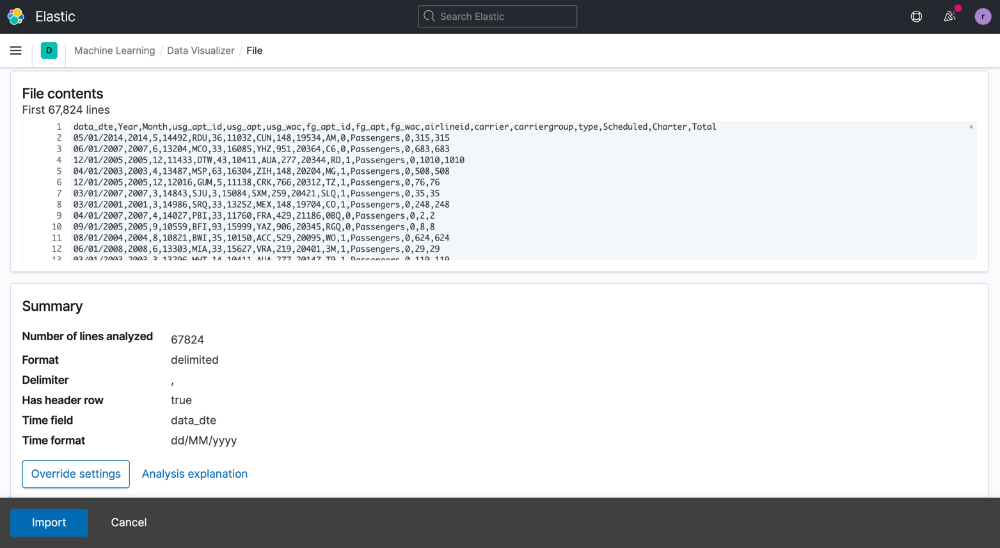 Elastic
Search Elastic
r
D
Machine Learning / Data Visualizer / File
File contents
First 67,824 lines
1 data_dte,Year,Month,usg_apt_id,usg_apt,usg_wac,fg_apt_id,fg_apt,fg_wac,airlineid,carrier,carriergroup,type,Scheduled,Charter,Total
2 05/01/2014,2014,5,14492,RDU,36,11032,CUN,148,19534,AM,0,Passengers,0,315,315
3 06/01/2007,2007,6,13204,MCO,33,16085,YHZ,951,20364,C6,0,Passengers,0,683,683
4 12/01/2005,2005,12,11433,DTW,43,10411,AUA,277,20344,RD,1,Passengers,0,1010,1010
5 04/01/2003,2003,4,13487,MSP,63,16304,ZIH,148,20204,MG,1,Passengers,0,508,508
6 12/01/2005,2005,12,12016,GUM,5,11138,CRK,766,20312,TZ,1,Passengers,0,76,76
7 03/01/2007,2007,3,14843,SJU,3,15084,SXM,259,20421,SLQ,1,Passengers,0,35,35
8 03/01/2001,2001,3,14986,SRQ,33,13252,MEX,148,19704,CO,1,Passengers,0,248,248
9 04/01/2007,2007,4,14027,PBI,33,11760,FRA,429,21186,0BQ,0,Passengers,0,2,2
10 09/01/2005,2005,9,10559,BFI,93,15999,YAZ,906,20345,RGQ,0,Passengers,0,8,8
11 08/01/2004,2004,8,10821,BWI,35,10150,ACC,529,20095,WO,1,Passengers,0,624,624
12 06/01/2008,2008,6,13303,MIA,33,15627,VRA,219,20401,3M,1,Passengers,0,29,29
13 03/01/2003,2003,3,13296,MHT,14,10411,AUA,277,20147,T9,1,Passengers,0,119,119
Summary
Number of lines analyzed 67824
Format delimited
Delimiter ,
Has header row true
Time field data_dte
Time format dd/MM/yyyy
Override settings Analysis explanation
Import Cancel